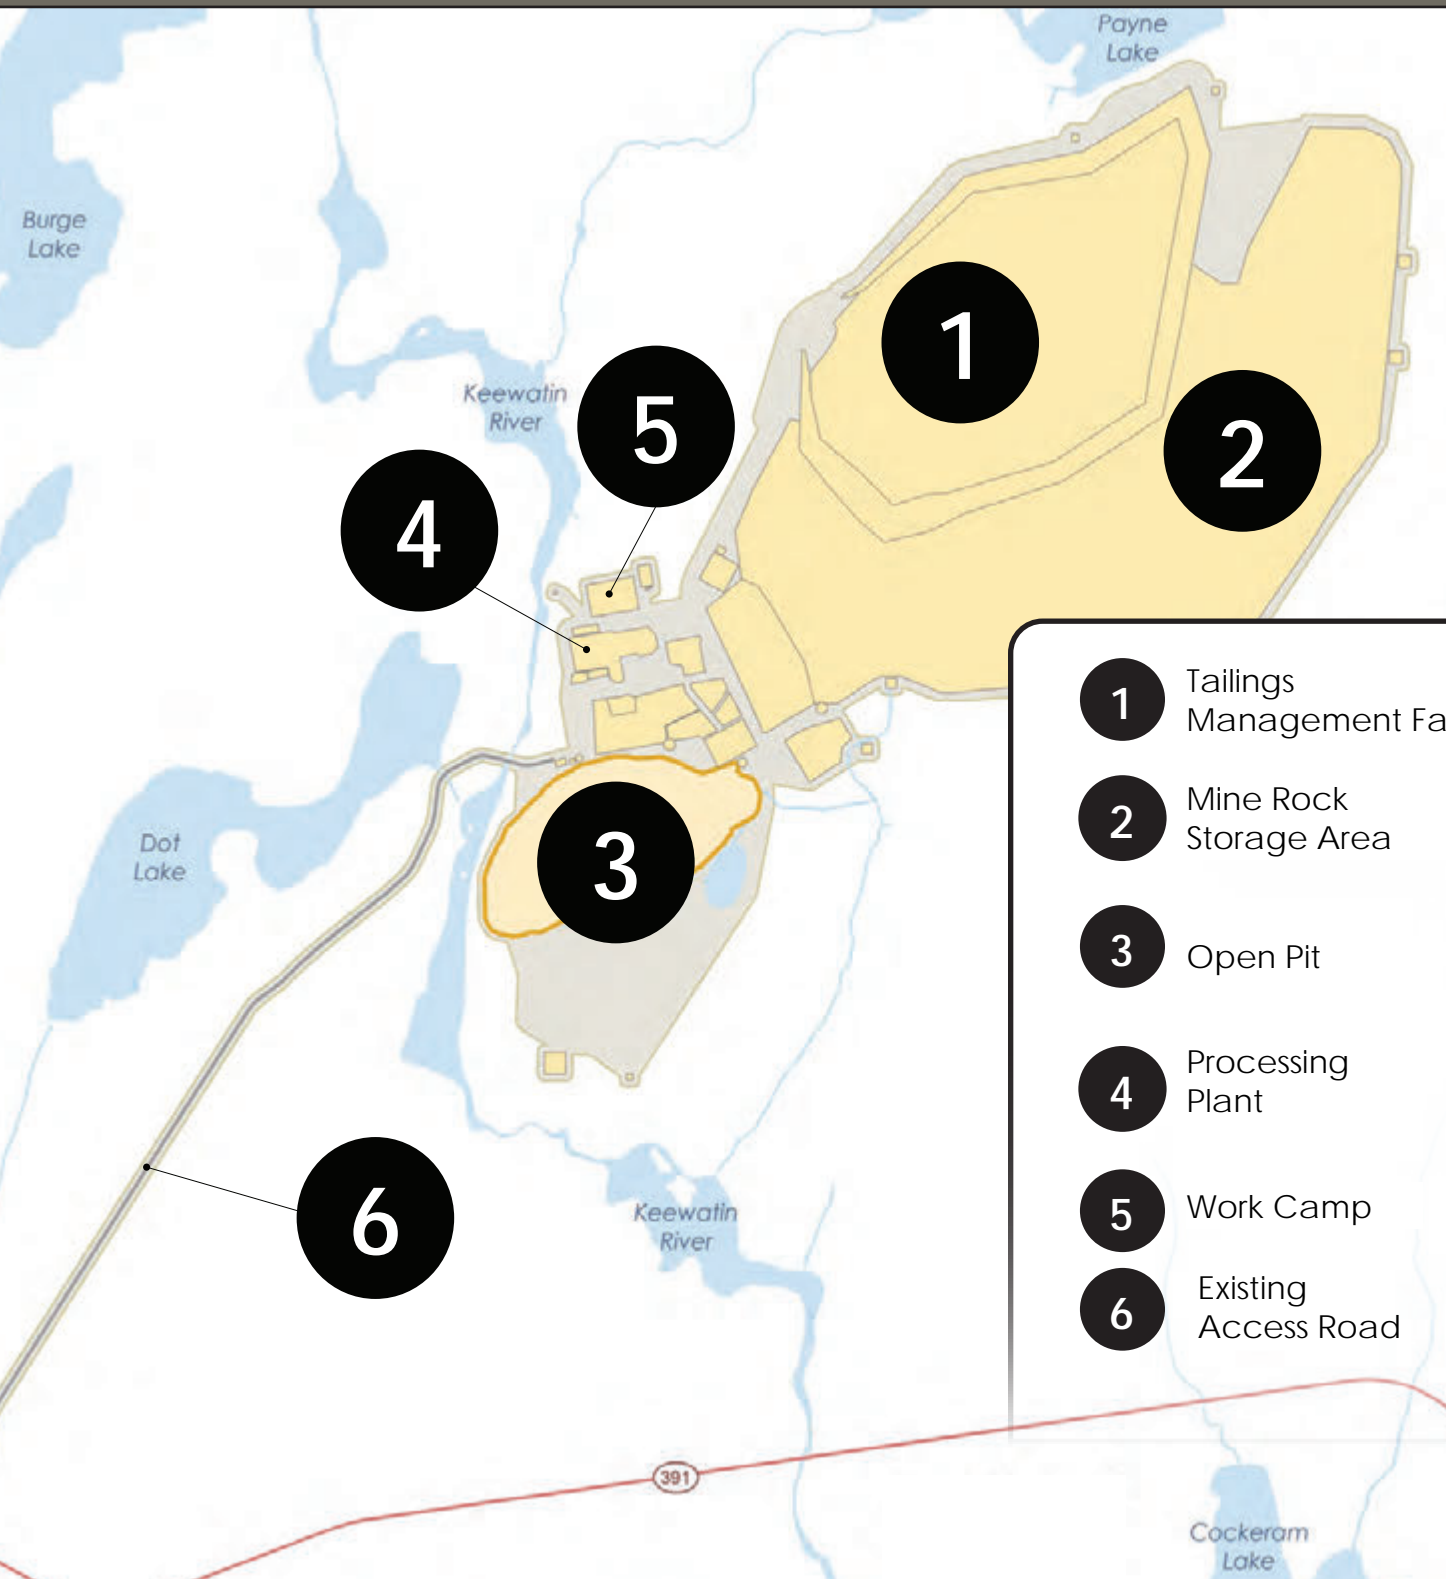 Payne
Lake
Burge
Lake
1
Keewatin
River
5
2
4
1
Tailings
Management Fa
2
Mine Rock
Storage Area
Dot
Lake
3
3
Open Pit
4
Processing
Plant
5
Work Camp
6
Keewatin
River
6
Existing
Access Road
391
Cockeram
Lake